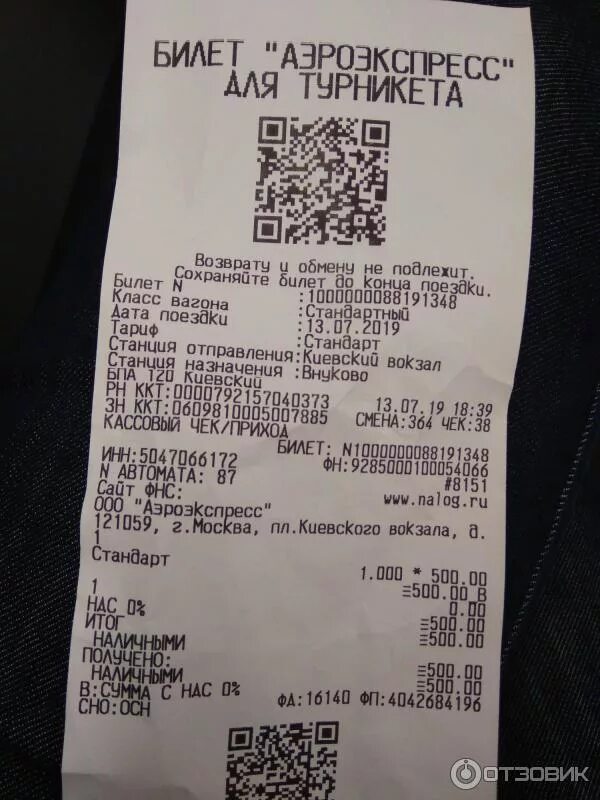 БИЛЕТ "АЭРОЭКСПРЕСС"
ДЛЯ ТУРНИКЕТА
Возврату и обмену не подлежит.
Сохраняйте билет до конца поездки.
Билет N :1000000088191348
Класс вагона :Стандартный
Дата поездки :13.07.2019
Тариф :Стандарт
Станция отправления:Киевский вокзал
Станция назначения :Внуково
БПА 120 Киевский
РН ККТ:0000792157040373 13.07.19 18:39
ЗН ККТ:0609810005007885 СМЕНА:364 ЧЕК:38
КАССОВЫЙ ЧЕК/ПРИХОД
БИЛЕТ: N1000000088191348
ИНН:5047066172 ФН:9285000100054066
N АВТОМАТА: 87 #8151
Сайт ФНС: www.nalog.ru
ООО "Аэроэкспресс"
121059, г.Москва, пл.Киевского вокзала, д.
1
Стандарт
1.000 * 500.00
1 ≡500.00 В
НАС 0% 0.00
ИТОГ ≡500.00
НАЛИЧНЫМИ ≡500.00
ПОЛУЧЕНО:
НАЛИЧНЫМИ ≡500.00
В:СУММА С НАС 0% ≡500.00
СНО:ОСН ФД:16140 ФП:4042684196
ОТЗОВИК